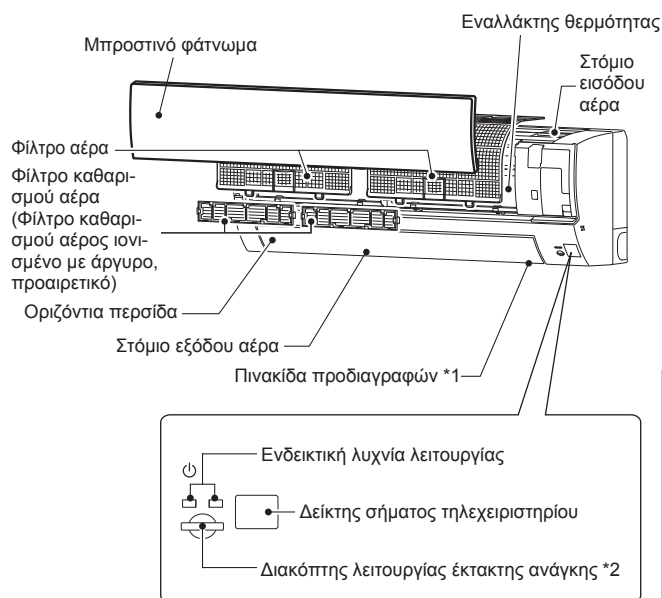 Εναλλάκτης θερμότητας
Μπροστινό φάτνωμα
Στόμιο
εισόδου
αέρα
Φίλτρο αέρα
Φίλτρο καθαρι-
σμού αέρα
(Φίλτρο καθαρι-
σμού αέρος ιονι-
σμένο με άργυρο,
προαιρετικό)
Οριζόντια περσίδα
Στόμιο εξόδου αέρα
Πινακίδα προδιαγραφών *1
Ενδεικτική λυχνία λειτουργίας
Δείκτης σήματος τηλεχειριστηρίου
Διακόπτης λειτουργίας έκτακτης ανάγκης *2